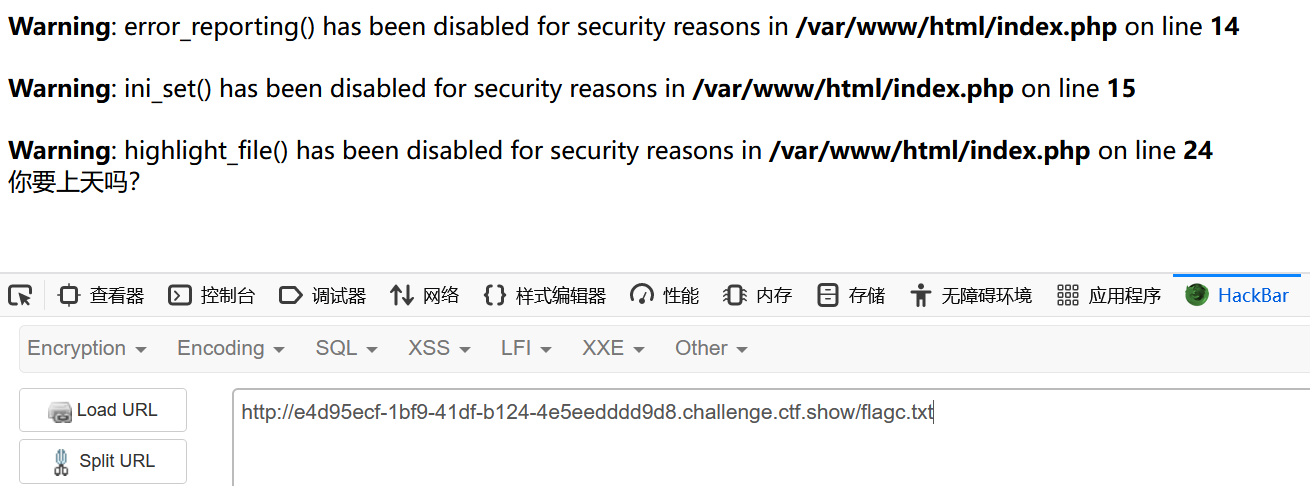 Warning: error_reporting() has been disabled for security reasons in /var/www/html/index.php on line 14
Warning: ini_set() has been disabled for security reasons in /var/www/html/index.php on line 15
Warning: highlight_file() has been disabled for security reasons in /var/www/html/index.php on line 24
你要上天吗?
查看器 控制台 调试器 网络 样式编辑器 性能 内存 存储 无障碍环境 应用程序 HackBar
Encryption Encoding SQL XSS LFI XXE Other
Load URL http://e4d95ecf-1bf9-41df-b124-4e5eedddd9d8.challenge.ctf.show/flagc.txt
Split URL